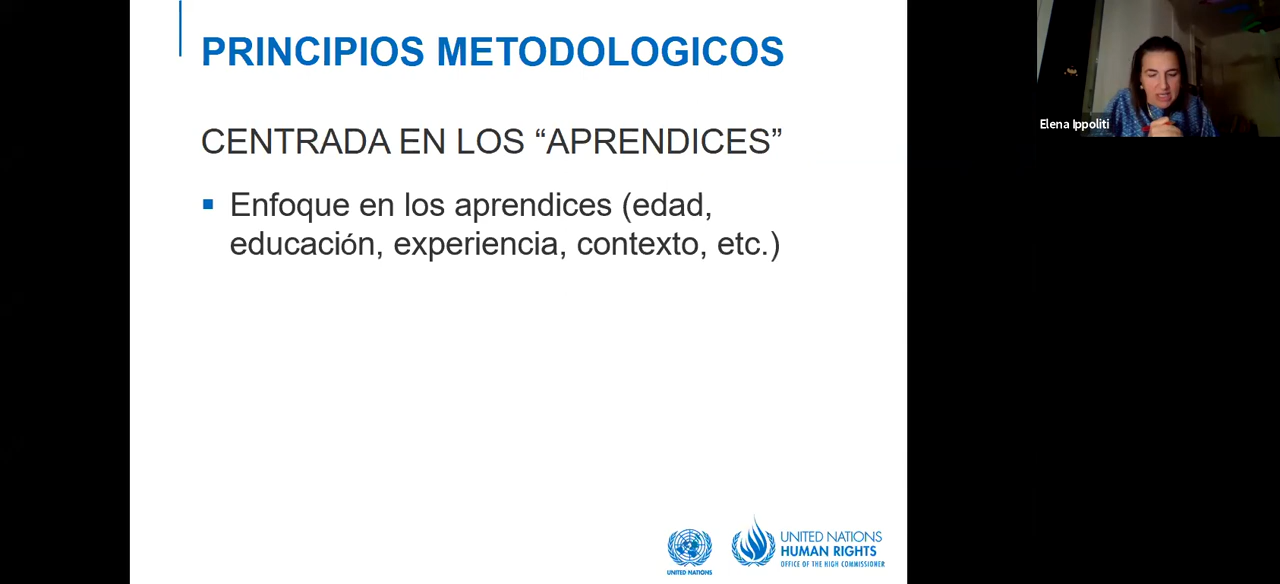 PRINCIPIOS METODOLOGICOS
CENTRADA EN LOS “APRENDICES”
▪ Enfoque en los aprendices (edad,
educación, experiencia, contexto, etc.)
Elena Ippoliti
UNITED NATIONS
UNITED NATIONS
HUMAN RIGHTS
OFFICE OF THE HIGH COMMISSIONER